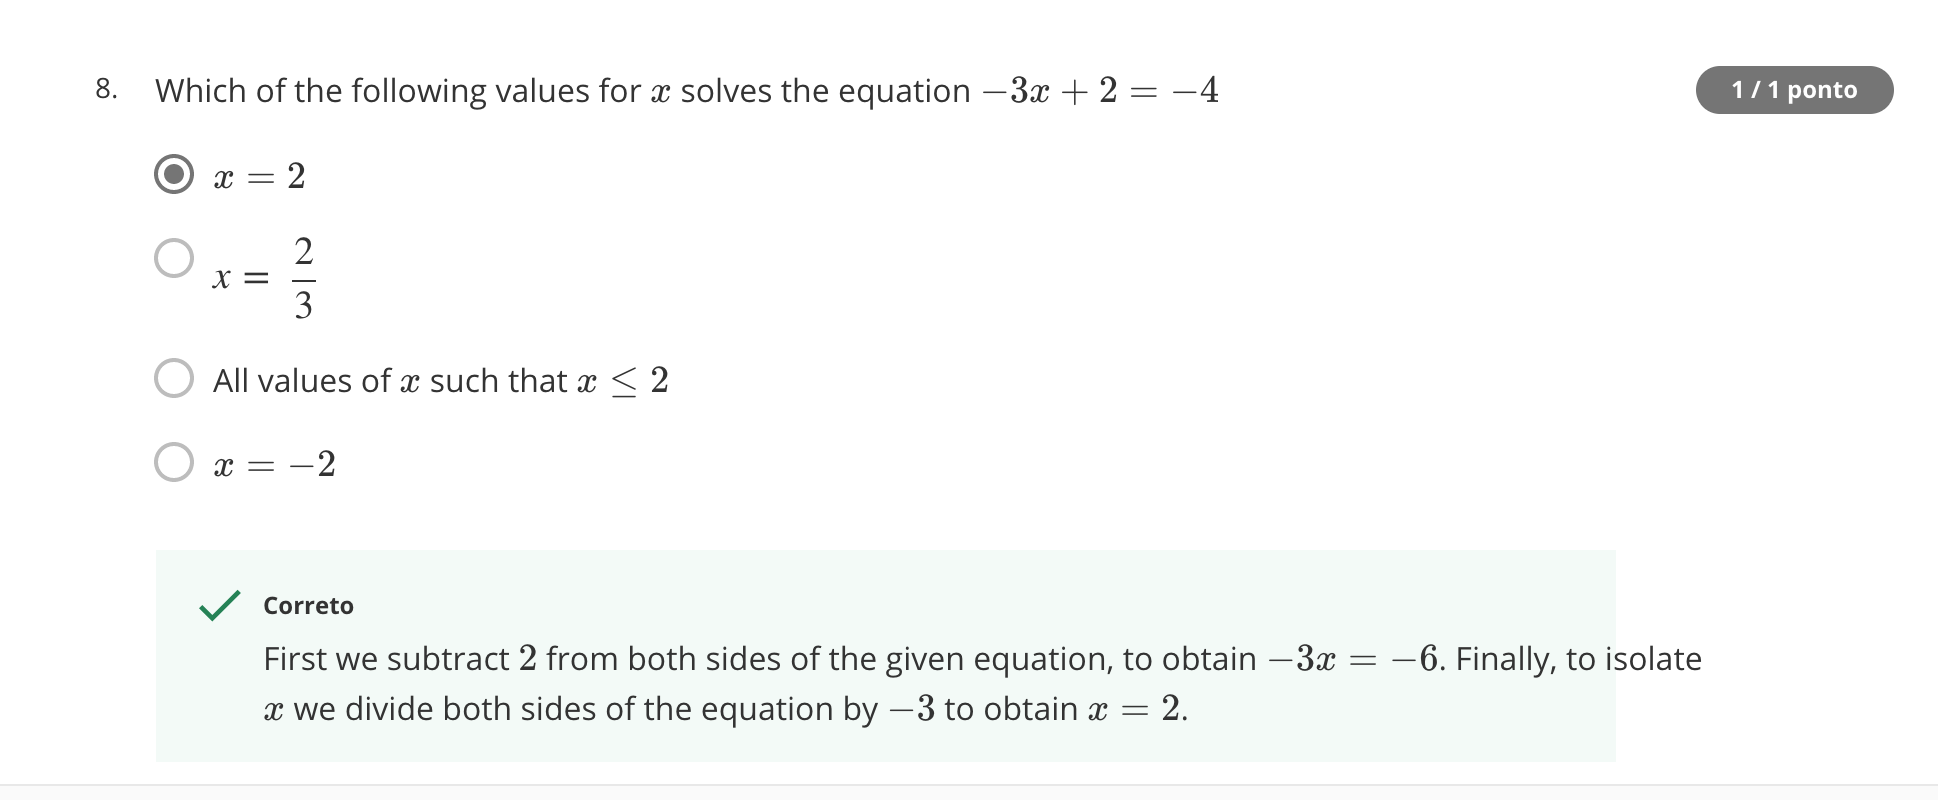 8. Which of the following values for x solves the equation −3x + 2 = −4
1 / 1 ponto
x = 2
x = 2/3
All values of x such that x ≤ 2
x = −2
Correto
First we subtract 2 from both sides of the given equation, to obtain −3x = −6. Finally, to isolate
x we divide both sides of the equation by −3 to obtain x = 2.